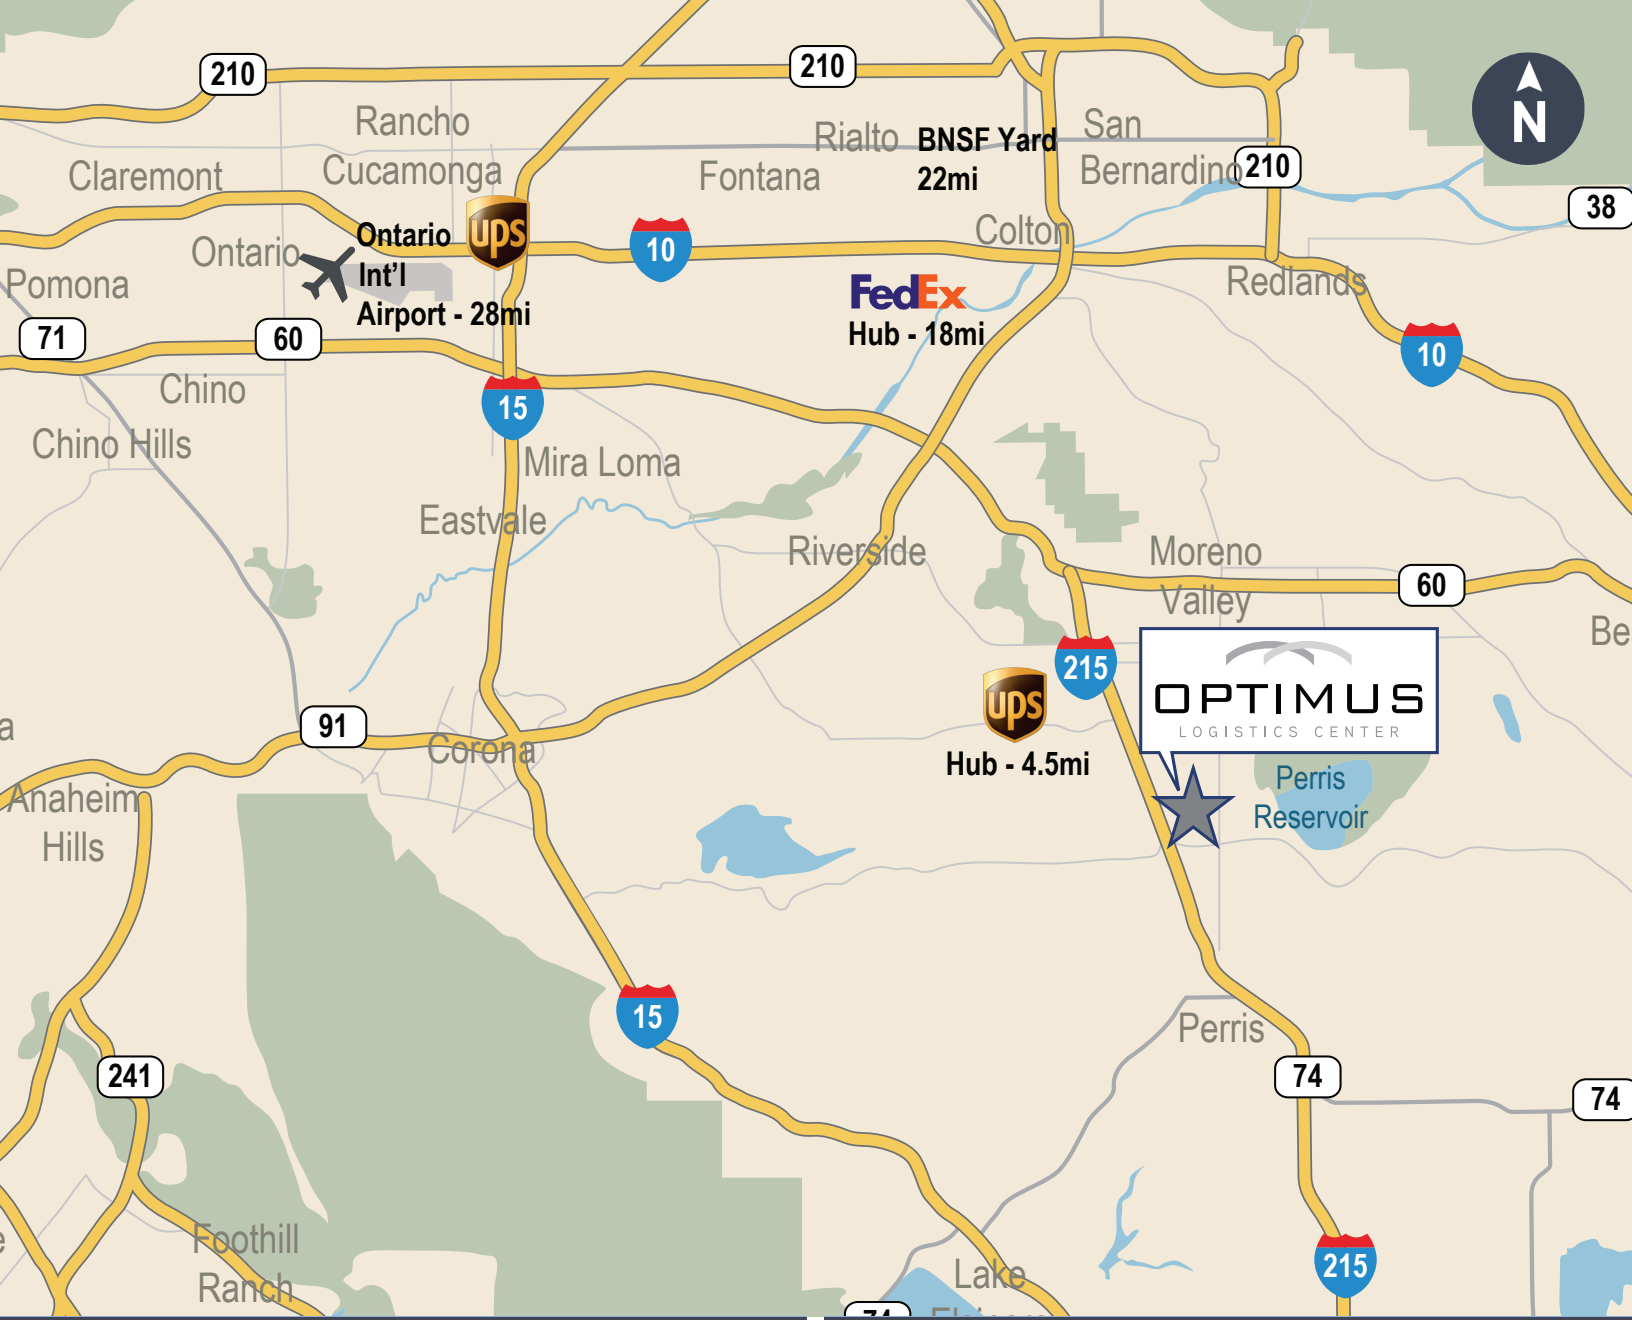 210
210
Rancho
Cucamonga
Rialto
BNSF Yard
22mi
San
Bernardino
210
N
38
Claremont
Fontana
Colton
Ontario
Ontario
Int'l
Airport - 28mi
ups
10
FedEx
Hub - 18mi
Redlands
Pomona
71
60
10
Chino
15
Chino Hills
Mira Loma
Eastvale
Riverside
Moreno
Valley
60
Be
215
OPTIMUS
LOGISTICS CENTER
ups
Hub - 4.5mi
a
91
Corona
Perris
Reservoir
Anaheim
Hills
15
Perris
241
74
74
e
Foothill
Ranch
215
Lake
74